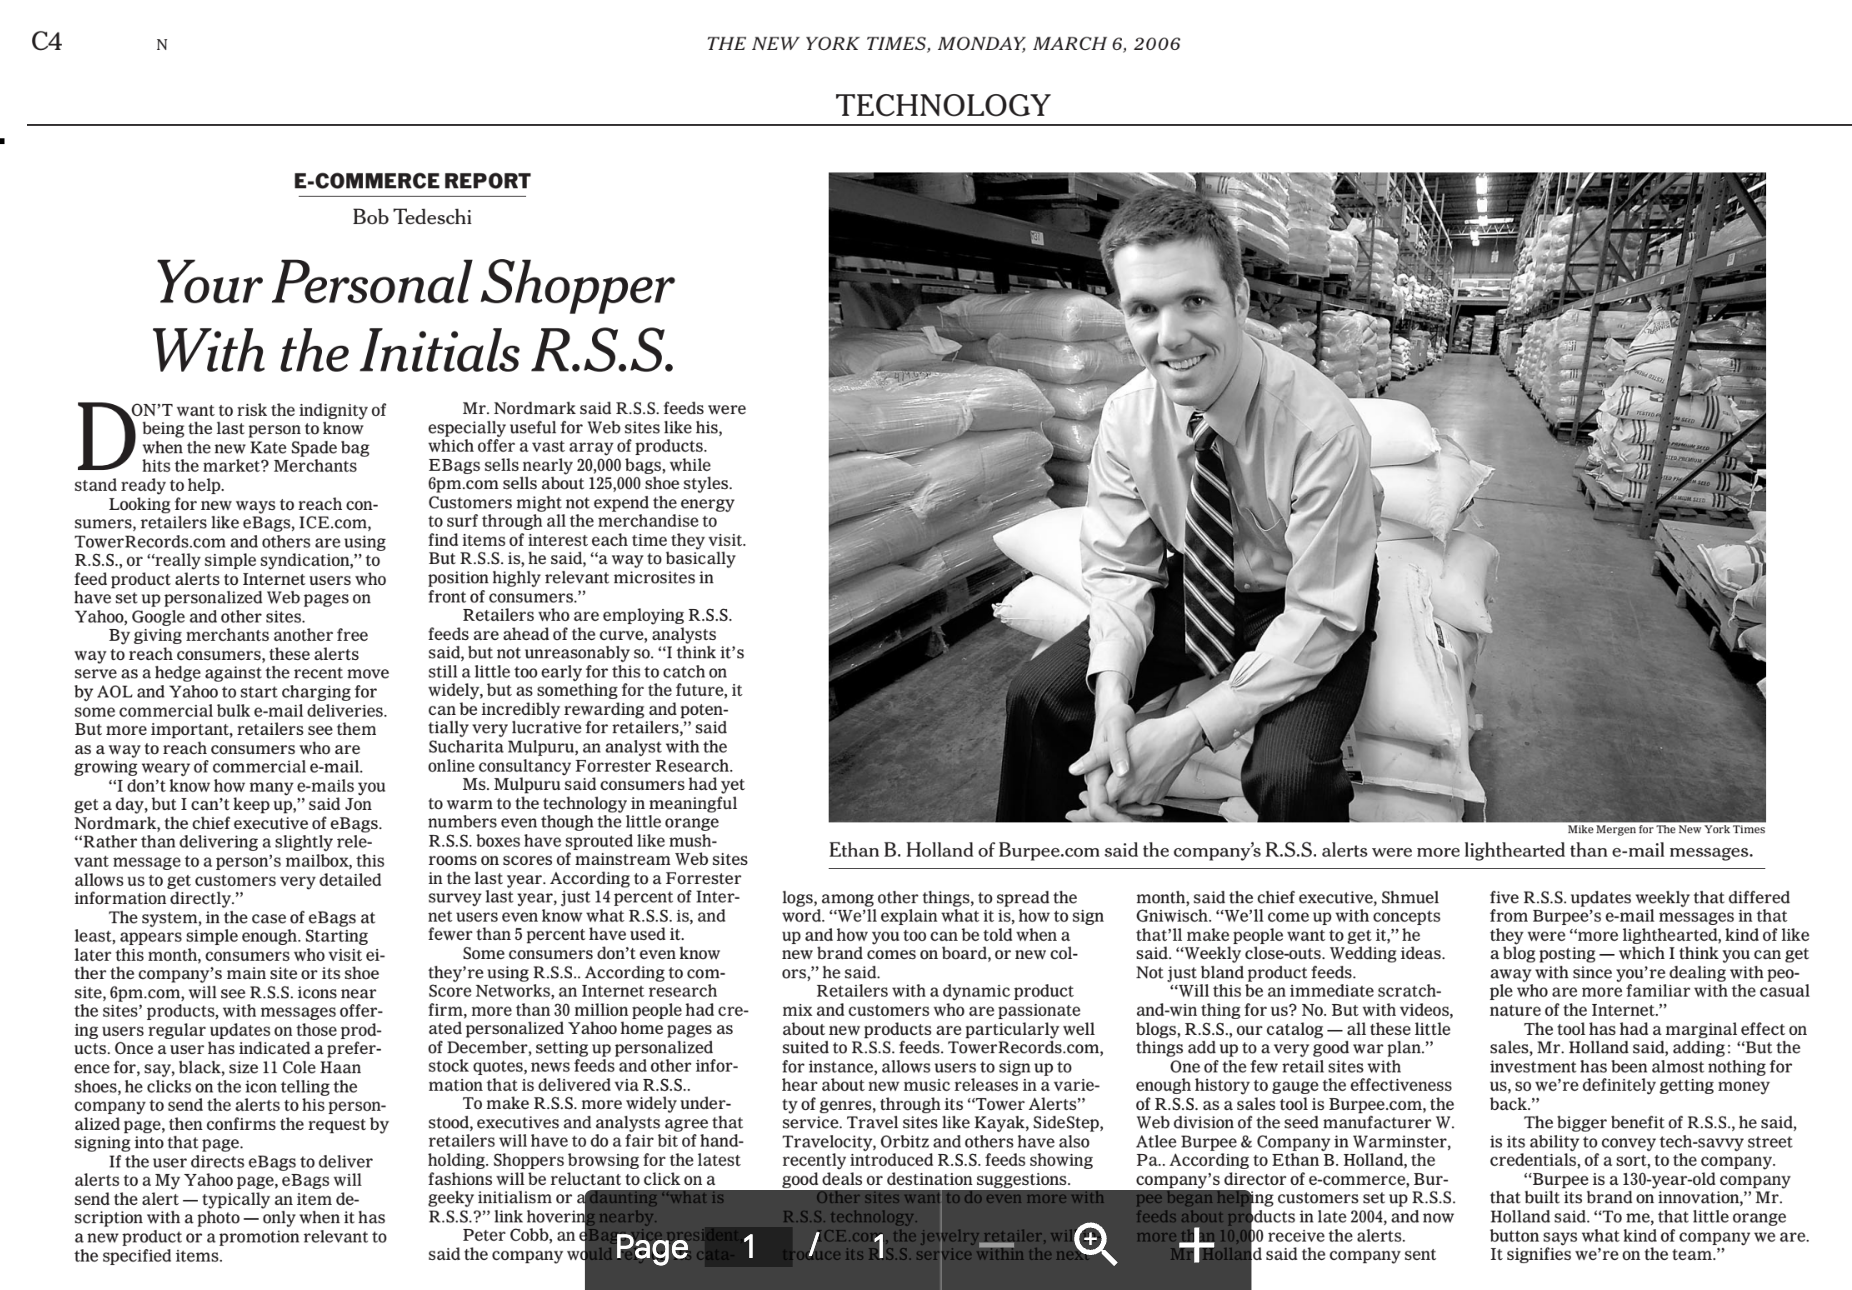 C4
N
THE NEW YORK TIMES, MONDAY, MARCH 6, 2006
TECHNOLOGY
E-COMMERCE REPORT
Bob Tedeschi
Your Personal Shopper
With the Initials R.S.S.
DON’T want to risk the indignity of
being the last person to know
when the new Kate Spade bag
hits the market? Merchants
stand ready to help.
Looking for new ways to reach con-
sumers, retailers like eBags, ICE.com,
TowerRecords.com and others are using
R.S.S., or “really simple syndication,” to
feed product alerts to Internet users who
have set up personalized Web pages on
Yahoo, Google and other sites.
By giving merchants another free
way to reach consumers, these alerts
serve as a hedge against the recent move
by AOL and Yahoo to start charging for
some commercial bulk e-mail deliveries.
But more important, retailers see them
as a way to reach consumers who are
growing weary of commercial e-mail.
“I don’t know how many e-mails you
get a day, but I can’t keep up,” said Jon
Nordmark, the chief executive of eBags.
“Rather than delivering a slightly rele-
vant message to a person’s mailbox, this
allows us to get customers very detailed
information directly.”
The system, in the case of eBags at
least, appears simple enough. Starting
later this month, consumers who visit ei-
ther the company’s main site or its shoe
site, 6pm.com, will see R.S.S. icons near
the sites’ products, with messages offer-
ing users regular updates on those prod-
ucts. Once a user has indicated a prefer-
ence for, say, black, size 11 Cole Haan
shoes, he clicks on the icon telling the
company to send the alerts to his person-
alized page, then confirms the request by
signing into that page.
If the user directs eBags to deliver
alerts to a My Yahoo page, eBags will
send the alert — typically an item de-
scription with a photo — only when it has
a new product or a promotion relevant to
the specified items.
Mr. Nordmark said R.S.S. feeds were
especially useful for Web sites like his,
which offer a vast array of products.
EBags sells nearly 20,000 bags, while
6pm.com sells about 125,000 shoe styles.
Customers might not expend the energy
to surf through all the merchandise to
find items of interest each time they visit.
But R.S.S. is, he said, “a way to basically
position highly relevant microsites in
front of consumers.”
Retailers who are employing R.S.S.
feeds are ahead of the curve, analysts
said, but not unreasonably so. “I think it’s
still a little too early for this to catch on
widely, but as something for the future, it
can be incredibly rewarding and poten-
tially very lucrative for retailers,” said
Sucharita Mulpuru, an analyst with the
online consultancy Forrester Research.
Ms. Mulpuru said consumers had yet
to warm to the technology in meaningful
numbers even though the little orange
R.S.S. boxes have sprouted like mush-
rooms on scores of mainstream Web sites
in the last year. According to a Forrester
survey last year, just 14 percent of Inter-
net users even know what R.S.S. is, and
fewer than 5 percent have used it.
Some consumers don’t even know
they’re using R.S.S.. According to com-
Score Networks, an Internet research
firm, more than 30 million people had cre-
ated personalized Yahoo home pages as
of December, setting up personalized
stock quotes, news feeds and other infor-
mation that is delivered via R.S.S..
To make R.S.S. more widely under-
stood, executives and analysts agree that
retailers will have to do a fair bit of hand-
holding. Shoppers browsing for the latest
fashions will be reluctant to click on a
geeky initialism or a daunting “what is
R.S.S.?” link hovering nearby.
Peter Cobb, an eBags vice president,
said the company would cata-
Mike Mergen for The New York Times
Ethan B. Holland of Burpee.com said the company’s R.S.S. alerts were more lighthearted than e-mail messages.
logs, among other things, to spread the
word. “We’ll explain what it is, how to sign
up and how you too can be told when a
new brand comes on board, or new col-
ors,” he said.
Retailers with a dynamic product
mix and customers who are passionate
about new products are particularly well
suited to R.S.S. feeds. TowerRecords.com,
for instance, allows users to sign up to
hear about new music releases in a varie-
ty of genres, through its “Tower Alerts”
service. Travel sites like Kayak, SideStep,
Travelocity, Orbitz and others have also
recently introduced R.S.S. feeds showing
good deals or destination suggestions.
Other sites want to do even more with
R.S.S. technology.
ICE.com, the jewelry retailer, will
troduce its R.S.S. service within the next
month, said the chief executive, Shmuel
Gniwisch. “We’ll come up with concepts
that’ll make people want to get it,” he
said. “Weekly close-outs. Wedding ideas.
Not just bland product feeds.
“Will this be an immediate scratch-
and-win thing for us? No. But with videos,
blogs, R.S.S., our catalog — all these little
things add up to a very good war plan.”
One of the few retail sites with
enough history to gauge the effectiveness
of R.S.S. as a sales tool is Burpee.com, the
Web division of the seed manufacturer W.
Atlee Burpee & Company in Warminster,
Pa.. According to Ethan B. Holland, the
company’s director of e-commerce, Bur-
pee began helping customers set up R.S.S.
feeds about products in late 2004, and now
more than 10,000 receive the alerts.
Mr. Holland said the company sent
five R.S.S. updates weekly that differed
from Burpee’s e-mail messages in that
they were “more lighthearted, kind of like
a blog posting — which I think you can get
away with since you’re dealing with peo-
ple who are more familiar with the casual
nature of the Internet.”
The tool has had a marginal effect on
sales, Mr. Holland said, adding: “But the
investment has been almost nothing for
us, so we’re definitely getting money
back.”
The bigger benefit of R.S.S., he said,
is its ability to convey tech-savvy street
credentials, of a sort, to the company.
“Burpee is a 130-year-old company
that built its brand on innovation,” Mr.
Holland said. “To me, that little orange
button says what kind of company we are.
It signifies we’re on the team.”
Page 1 / 1